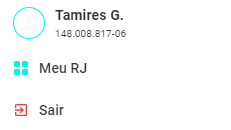 Tamires G.
148.008.817-06
Meu RJ
Sair